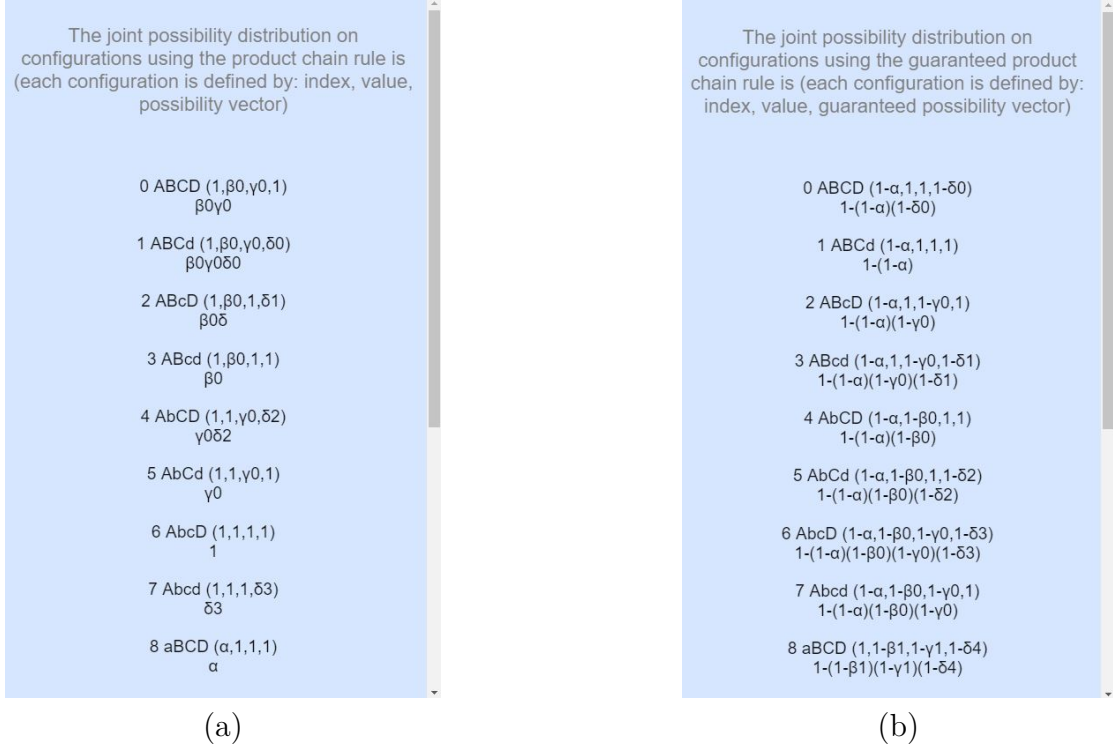 The joint possibility distribution on
configurations using the product chain rule is
(each configuration is defined by: index, value,
possibility vector)
0 ABCD (1,β0,γ0,1)
β0γ0
1 ABCd (1,β0,γ0,δ0)
β0γ0δ0
2 ABcD (1,β0,1,δ1)
β0δ
3 ABcd (1,β0,1,1)
β0
4 AbCD (1,1,γ0,δ2)
γ0δ2
5 AbCd (1,1,γ0,1)
γ0
6 AbcD (1,1,1,1)
1
7 Abcd (1,1,1,δ3)
δ3
8 aBCD (α,1,1,1)
α
(a)
The joint possibility distribution on
configurations using the guaranteed product
chain rule is (each configuration is defined by:
index, value, guaranteed possibility vector)
0 ABCD (1-α,1,1,1-δ0)
1-(1-α)(1-δ0)
1 ABCd (1-α,1,1,1)
1-(1-α)
2 ABcD (1-α,1,1-γ0,1)
1-(1-α)(1-γ0)
3 ABcd (1-α,1,1-γ0,1-δ1)
1-(1-α)(1-γ0)(1-δ1)
4 AbCD (1-α,1-β0,1,1)
1-(1-α)(1-β0)
5 AbCd (1-α,1-β0,1,1-δ2)
1-(1-α)(1-β0)(1-δ2)
6 AbcD (1-α,1-β0,1-γ0,1-δ3)
1-(1-α)(1-β0)(1-γ0)(1-δ3)
7 Abcd (1-α,1-β0,1-γ0,1)
1-(1-α)(1-β0)(1-γ0)
8 aBCD (1,1-β1,1-γ1,1-δ4)
1-(1-β1)(1-γ1)(1-δ4)
(b)